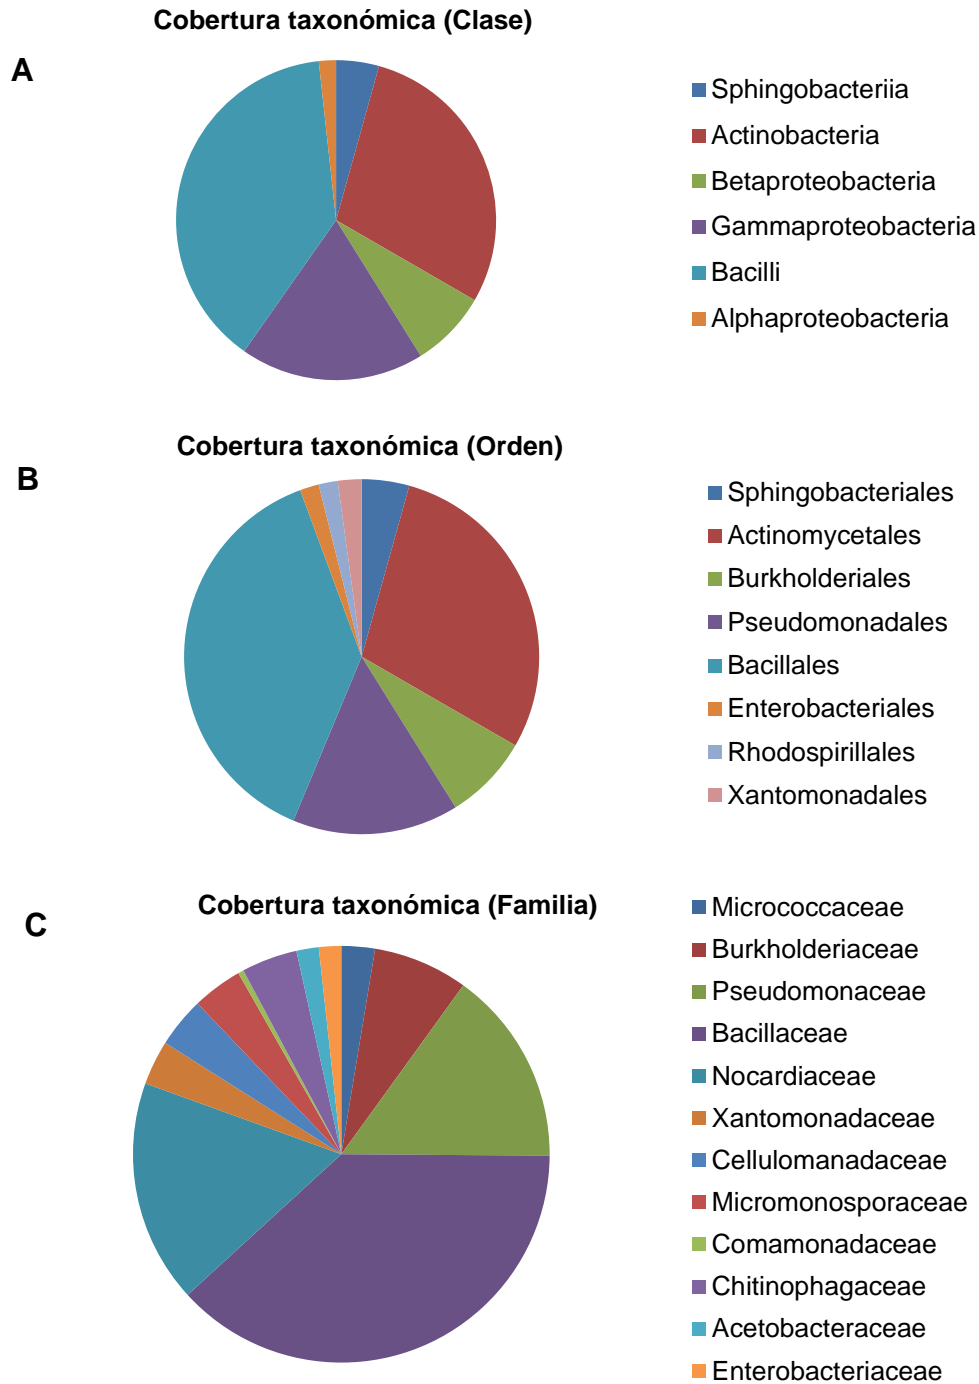 Cobertura taxonómica (Clase)
A
Sphingobacteriia
Actinobacteria
Betaproteobacteria
Gammaproteobacteria
Bacilli
Alphaproteobacteria
Cobertura taxonómica (Orden)
B
Sphingobacteriales
Actinomycetales
Burkholderiales
Pseudomonadales
Bacillales
Enterobacteriales
Rhodospirillales
Xantomonadales
Cobertura taxonómica (Familia)
C
Micrococcaceae
Burkholderiaceae
Pseudomonaceae
Bacillaceae
Nocardiaceae
Xantomonadaceae
Cellulomanadaceae
Micromonosporaceae
Comamonadaceae
Chitinophagaceae
Acetobacteraceae
Enterobacteriaceae